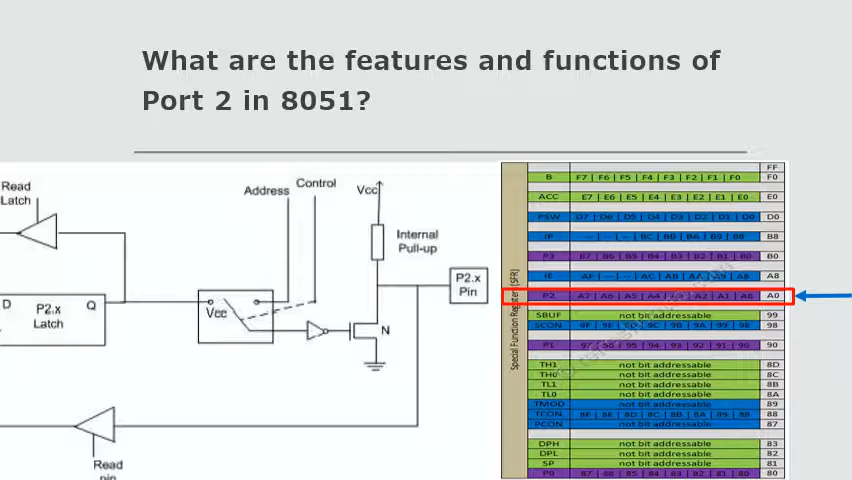 What are the features and functions of
Port 2 in 8051?
Read
Latch
Address
Control
Vcc
Internal
Pull-up
P2.x
Pin
D
P2.x
Latch
Q
Vcc
N
Read
pin
Special Function Register (SFR)
FF
B F7 | F6 | F5 | F4 | F3 | F2 | F1 | F0 F0
ACC E7 | E6 | E5 | E4 | E3 | E2 | E1 | E0 E0
PSW D7 | D6 | D5 | D4 | D3 | D2 | D1 | D0 D0
IP -- | -- | -- | BC | BB | BA | B9 | B8 B8
P3 B7 | B6 | B5 | B4 | B3 | B2 | B1 | B0 B0
IE AF | -- | -- | AC | AB | AA | A9 | A8 A8
P2 A7 | A6 | A5 | A4 | A2 | A1 | A0 A0
SBUF not bit addressable 99
SCON 9F | 9E | 9D | 9C | 9B | 9A | 99 | 98 98
P1 97 | 96 | 95 | 94 | 93 | 92 | 91 | 90 90
TH1 not bit addressable 8D
TH0 not bit addressable 8C
TL1 not bit addressable 8B
TL0 not bit addressable 8A
TMOD not bit addressable 89
TCON 8F | 8E | 8D | 8C | 8B | 8A | 89 | 88 88
PCON not bit addressable 87
DPH not bit addressable 83
DPL not bit addressable 82
SP not bit addressable 81
P0 87 | 86 | 85 | 84 | 83 | 82 | 81 | 80 80